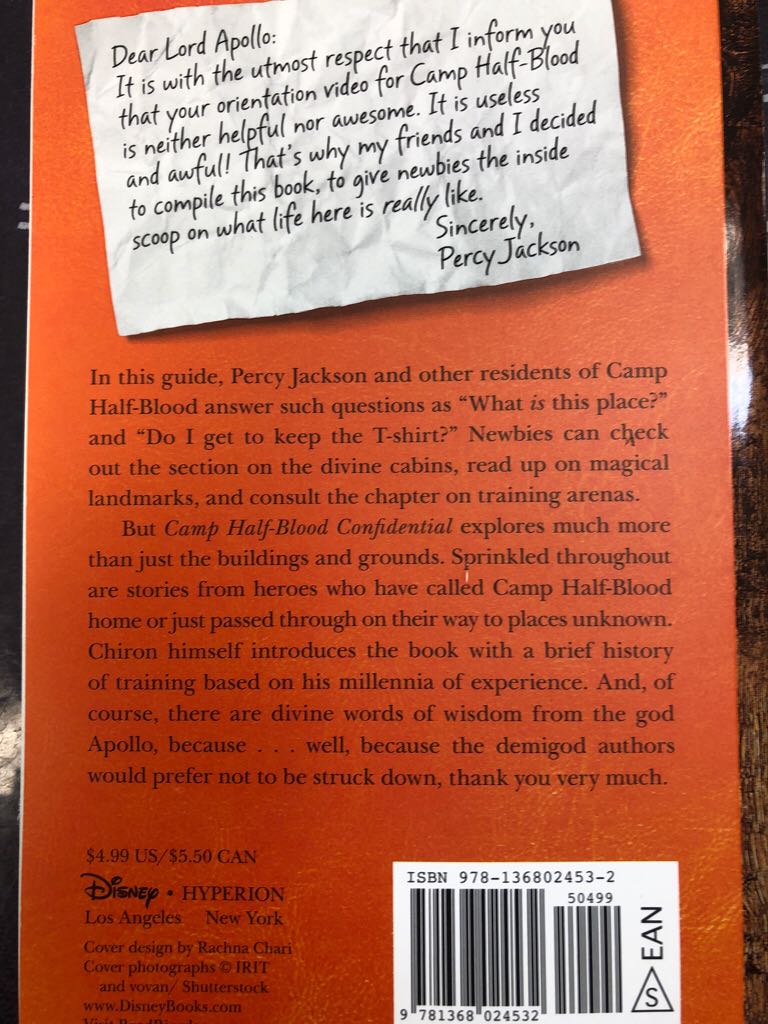 Dear Lord Apollo:
It is with the utmost respect that I inform you
that your orientation video for Camp Half-Blood
is neither helpful nor awesome. It is useless
and awful! That's why my friends and I decided
to compile this book, to give newbies the inside
scoop on what life here is really like.
Sincerely,
Percy Jackson
In this guide, Percy Jackson and other residents of Camp
Half-Blood answer such questions as “What is this place?”
and “Do I get to keep the T-shirt?” Newbies can check
out the section on the divine cabins, read up on magical
landmarks, and consult the chapter on training arenas.
But Camp Half-Blood Confidential explores much more
than just the buildings and grounds. Sprinkled throughout
are stories from heroes who have called Camp Half-Blood
home or just passed through on their way to places unknown.
Chiron himself introduces the book with a brief history
of training based on his millennia of experience. And, of
course, there are divine words of wisdom from the god
Apollo, because . . . well, because the demigod authors
would prefer not to be struck down, thank you very much.
$4.99 US/$5.50 CAN
Disney • HYPERION
Los Angeles New York
Cover design by Rachna Chari
Cover photographs © IRIT
and vovan/ Shutterstock
www.DisneyBooks.com
Visit
ISBN 978-136802453-2
50499
9 781368 024532
S EAN